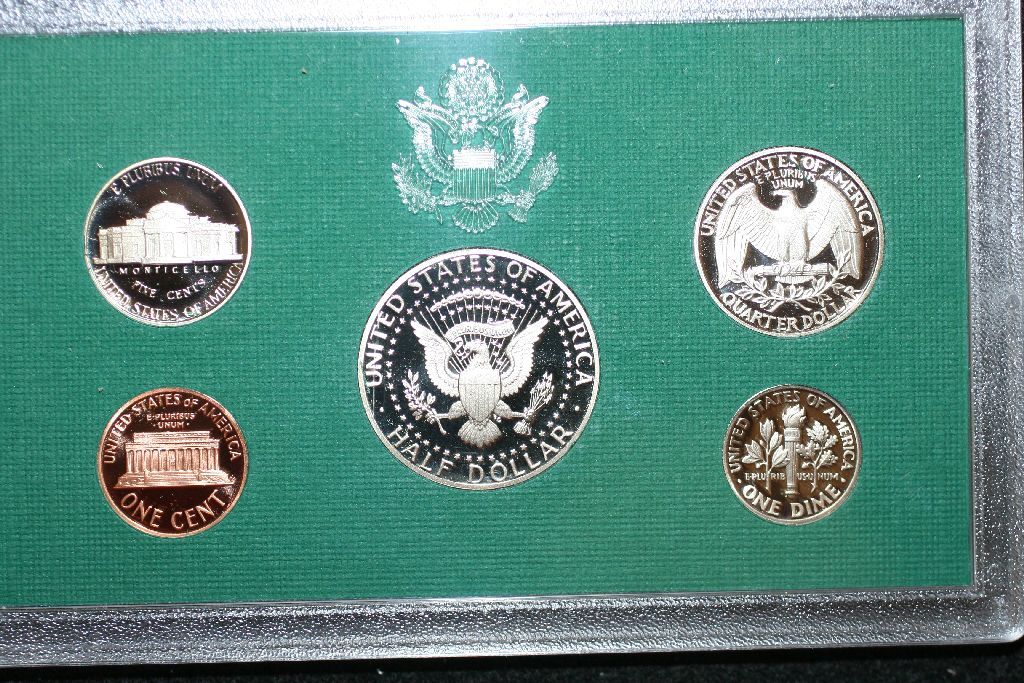 E PLURIBUS UNUM
MONTICELLO
FIVE CENTS
UNITED STATES OF AMERICA
UNITED STATES OF AMERICA
E·PLURIBUS
·UNUM·
ONE CENT
UNITED STATES OF AMERICA
E PLURIBUS UNUM
· HALF DOLLAR ·
UNITED STATES OF AMERICA
E PLURIBUS
UNUM
QUARTER DOLLAR
UNITED STATES OF AMERICA
E·PLURIBUS·UNUM
· ONE DIME ·